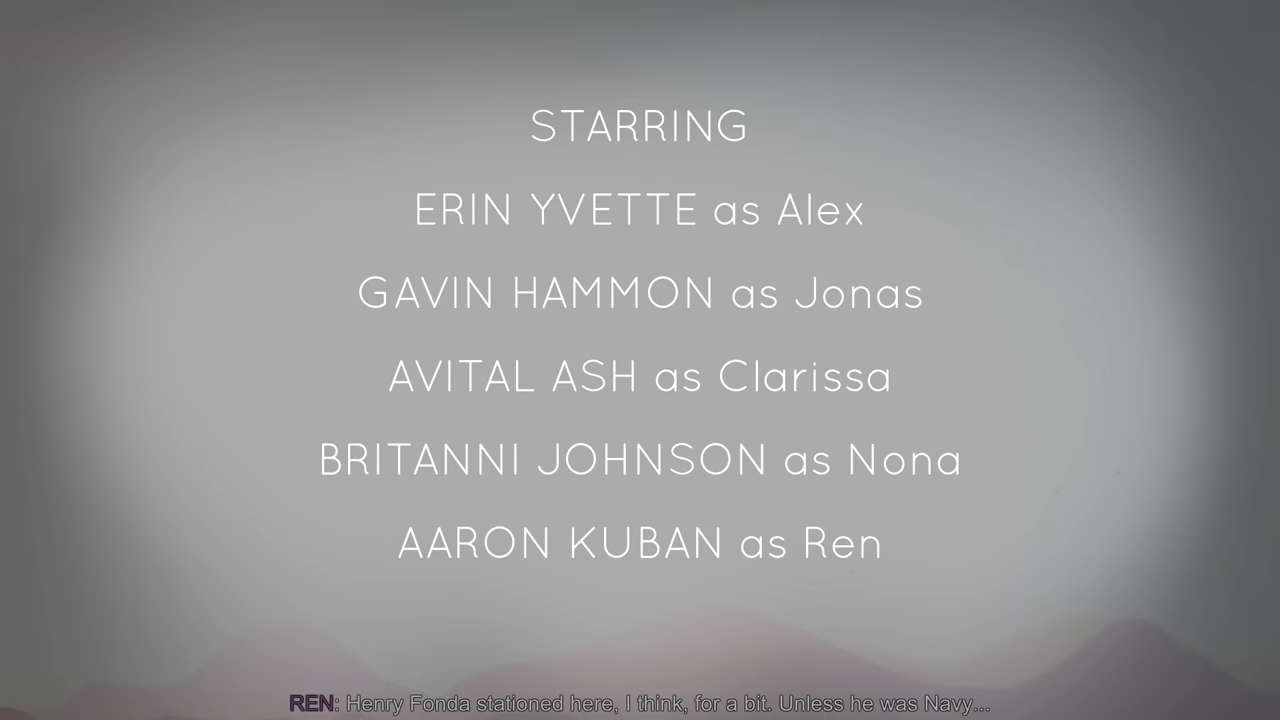 STARRING
ERIN YVETTE as Alex
GAVIN HAMMON as Jonas
AVITAL ASH as Clarissa
BRITANNI JOHNSON as Nona
AARON KUBAN as Ren
REN: Henry Fonda stationed here, I think, for a bit. Unless he was Navy...